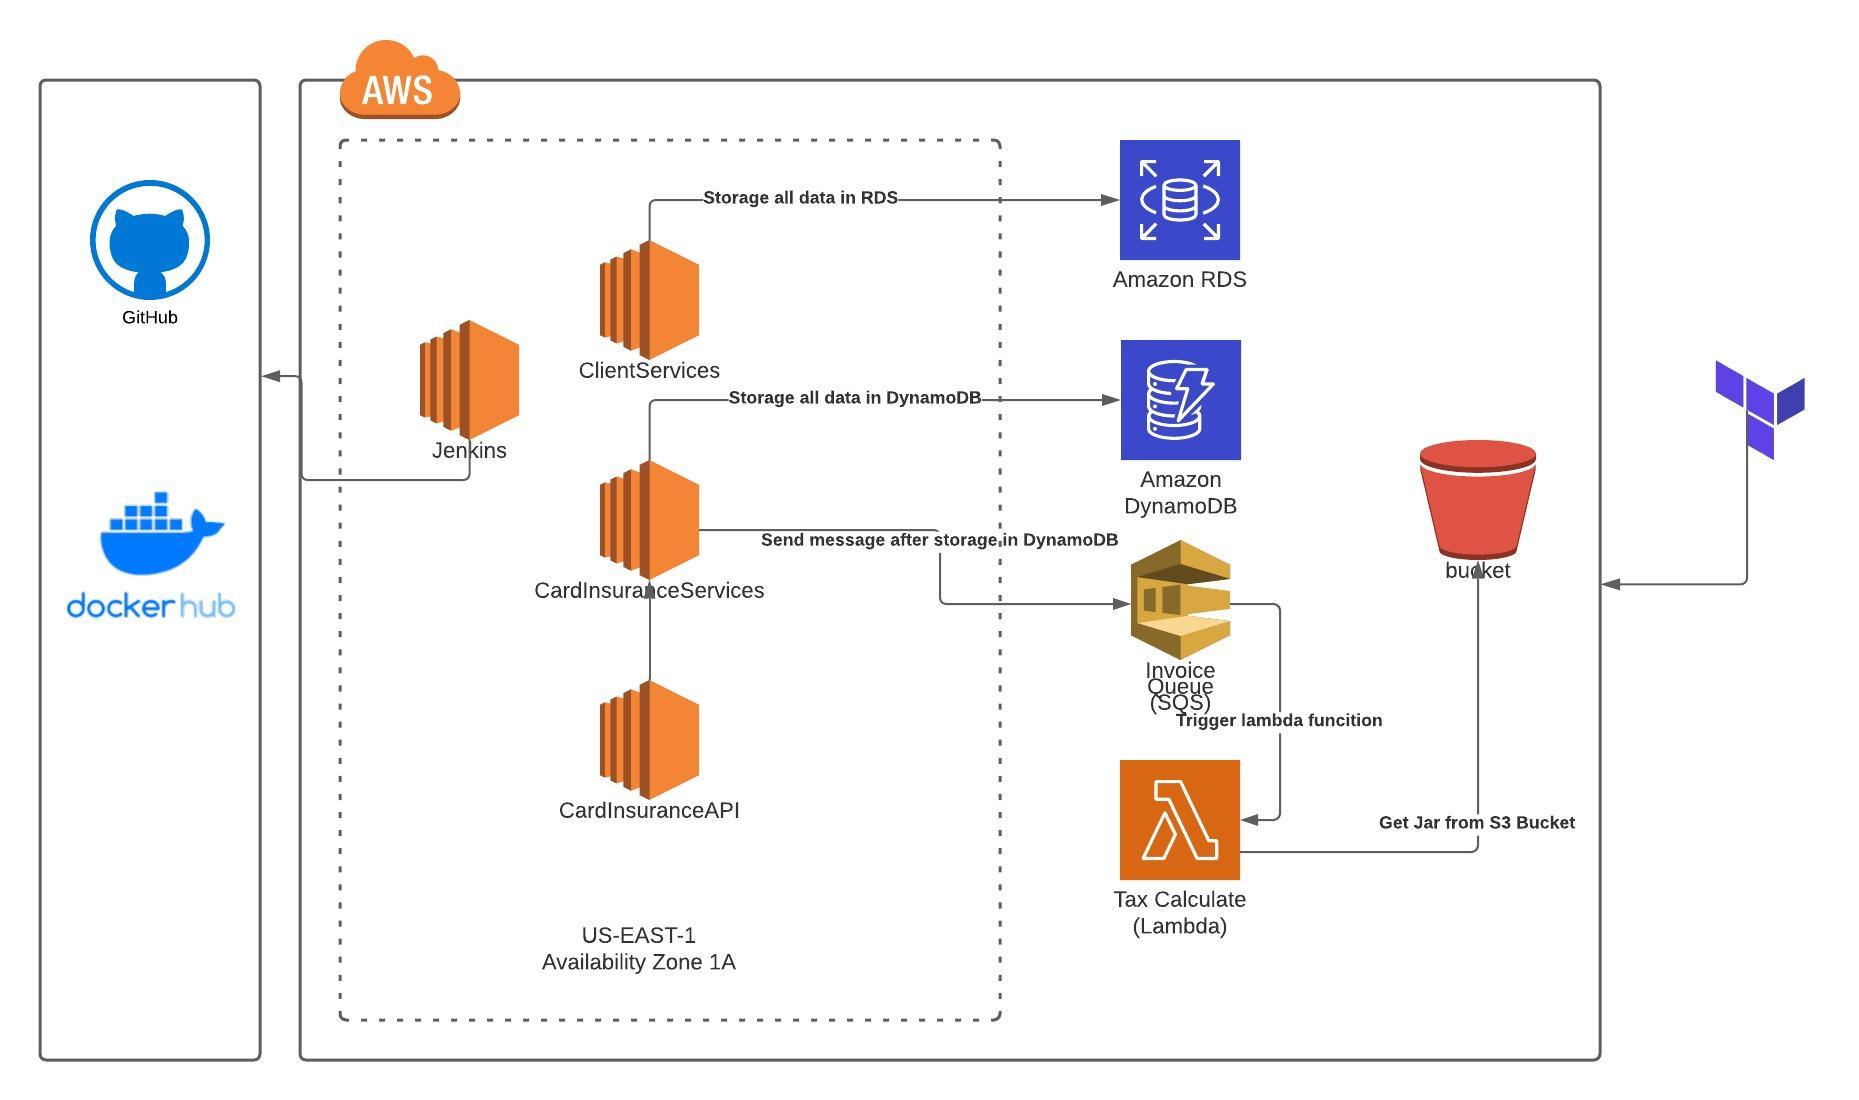 AWS
GitHub
dockerhub
Storage all data in RDS
Amazon RDS
ClientServices
Jenkins
Storage all data in DynamoDB
Amazon
DynamoDB
CardInsuranceServices
Send message after storage in DynamoDB
Invoice
Queue
(SQS)
bucket
Trigger lambda funcition
CardInsuranceAPI
Get Jar from S3 Bucket
Tax Calculate
(Lambda)
US-EAST-1
Availability Zone 1A